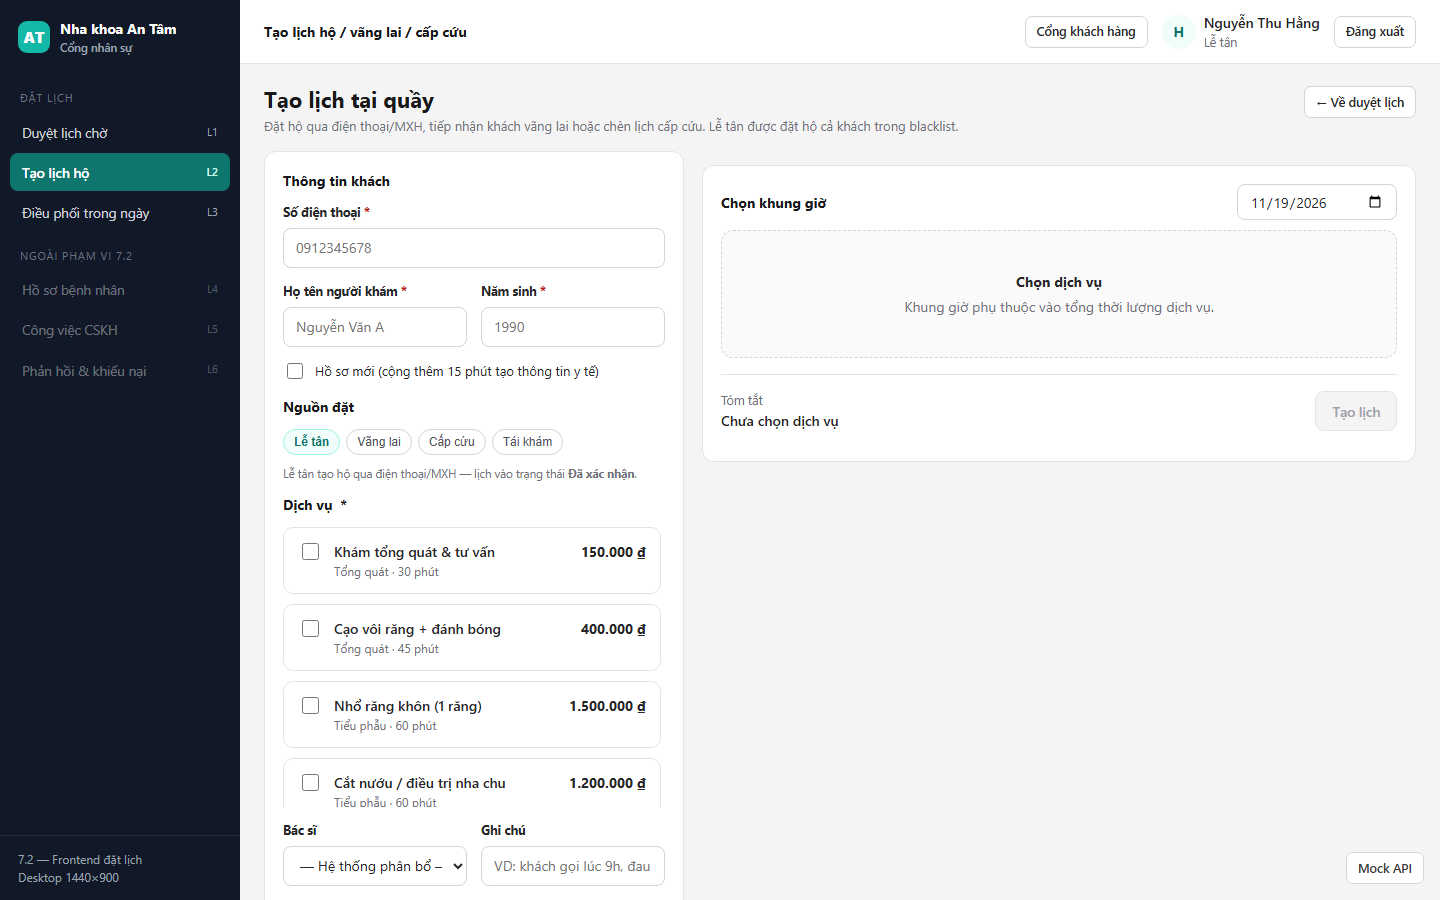 AT
Nha khoa An Tâm
Cổng nhân sự
ĐẶT LỊCH
Duyệt lịch chờ L1
Tạo lịch hộ L2
Điều phối trong ngày L3
NGOÀI PHẠM VI 7.2
Hồ sơ bệnh nhân L4
Công việc CSKH L5
Phản hồi & khiếu nại L6
7.2 — Frontend đặt lịch
Desktop 1440×900
Tạo lịch hộ / vãng lai / cấp cứu
Cổng khách hàng
H
Nguyễn Thu Hằng
Lễ tân
Đăng xuất
Tạo lịch tại quầy
Đặt hộ qua điện thoại/MXH, tiếp nhận khách vãng lai hoặc chèn lịch cấp cứu. Lễ tân được đặt hộ cả khách trong blacklist.
← Về duyệt lịch
Thông tin khách
Số điện thoại *
0912345678
Họ tên người khám * Năm sinh *
Nguyễn Văn A 1990
Hồ sơ mới (cộng thêm 15 phút tạo thông tin y tế)
Nguồn đặt
Lễ tân Vãng lai Cấp cứu Tái khám
Lễ tân tạo hộ qua điện thoại/MXH — lịch vào trạng thái Đã xác nhận.
Dịch vụ *
Khám tổng quát & tư vấn 150.000 ₫
Tổng quát · 30 phút
Cạo vôi răng + đánh bóng 400.000 ₫
Tổng quát · 45 phút
Nhổ răng khôn (1 răng) 1.500.000 ₫
Tiểu phẫu · 60 phút
Cắt nướu / điều trị nha chu 1.200.000 ₫
Tiểu phẫu · 60 phút
Bác sĩ Ghi chú
— Hệ thống phân bổ – VD: khách gọi lúc 9h, đau
Chọn khung giờ 11/19/2026
Chọn dịch vụ
Khung giờ phụ thuộc vào tổng thời lượng dịch vụ.
Tóm tắt
Chưa chọn dịch vụ
Tạo lịch
Mock API